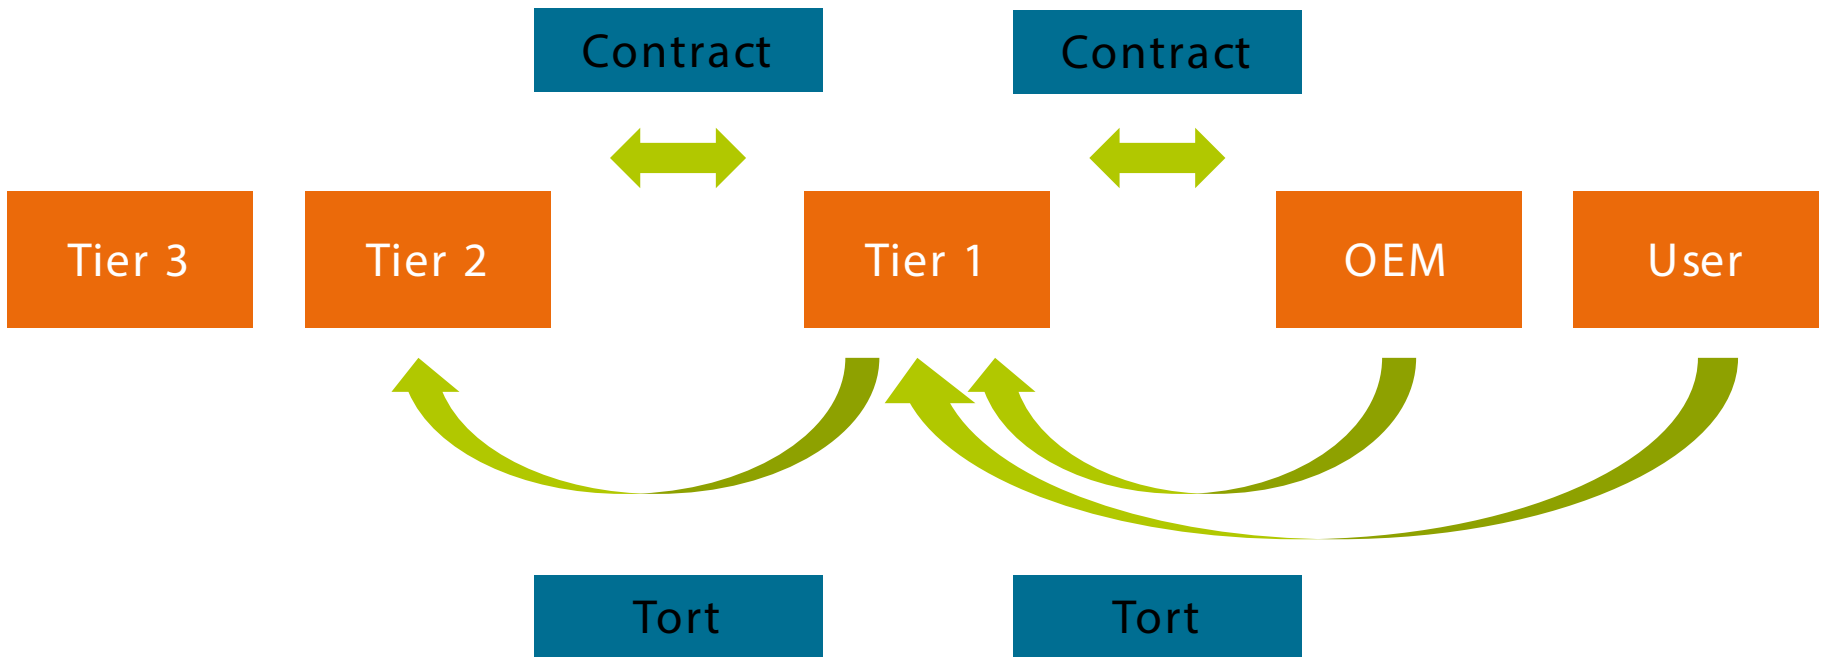 Contract
Contract
Tier 3
Tier 2
Tier 1
OEM
User
Tort
Tort